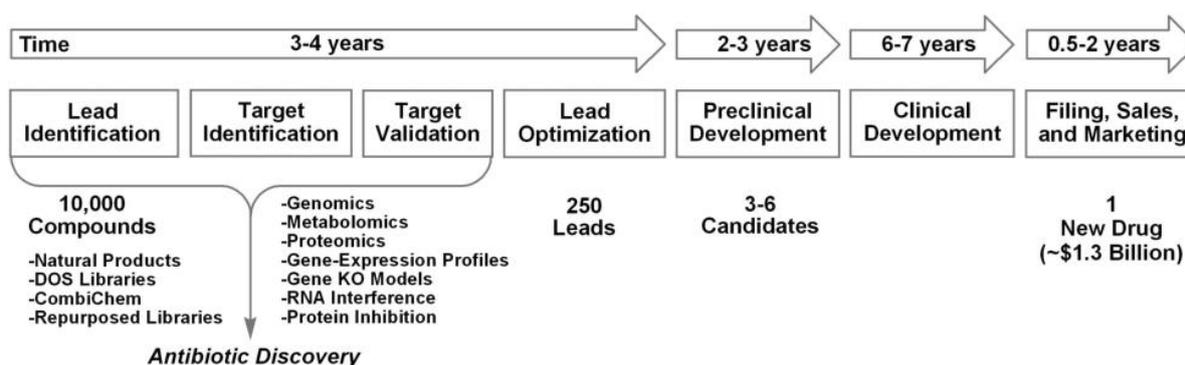 Time
3-4 years
2-3 years
6-7 years
0.5-2 years
Lead
Identification
Target
Identification
Target
Validation
Lead
Optimization
Preclinical
Development
Clinical
Development
Filing, Sales,
and Marketing
10,000
Compounds
-Natural Products
-DOS Libraries
-CombiChem
-Repurposed Libraries
-Genomics
-Metabolomics
-Proteomics
-Gene-Expression Profiles
-Gene KO Models
-RNA Interference
-Protein Inhibition
250
Leads
3-6
Candidates
1
New Drug
(~$1.3 Billion)
Antibiotic Discovery